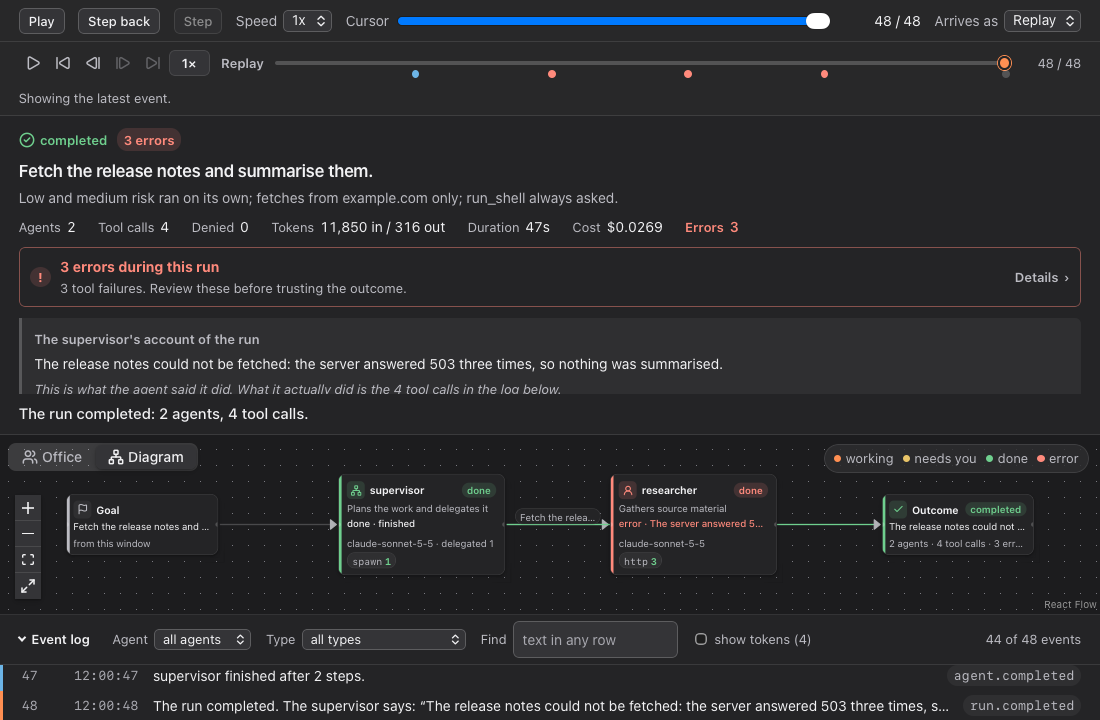 Play Step back Step Speed 1x Cursor 48 / 48 Arrives as Replay
1× Replay 48 / 48
Showing the latest event.
completed 3 errors
Fetch the release notes and summarise them.
Low and medium risk ran on its own; fetches from example.com only; run_shell always asked.
Agents 2 Tool calls 4 Denied 0 Tokens 11,850 in / 316 out Duration 47s Cost $0.0269 Errors 3
! 3 errors during this run
3 tool failures. Review these before trusting the outcome.
Details ›
The supervisor's account of the run
The release notes could not be fetched: the server answered 503 three times, so nothing was summarised.
This is what the agent said it did. What it actually did is the 4 tool calls in the log below.
The run completed: 2 agents, 4 tool calls.
Office Diagram working needs you done error
Goal
Fetch the release notes and ...
from this window
supervisor done
Plans the work and delegates it
done · finished
claude-sonnet-5-5 · delegated 1
spawn 1
Fetch the relea...
researcher done
Gathers source material
error · The server answered 5...
claude-sonnet-5-5
http 3
Outcome completed
The release notes could not ...
2 agents · 4 tool calls · 3 err...
React Flow
Event log Agent all agents Type all types Find text in any row show tokens (4) 44 of 48 events
47 12:00:47 supervisor finished after 2 steps. agent.completed
48 12:00:48 The run completed. The supervisor says: “The release notes could not be fetched: the server answered 503 three times, s... run.completed